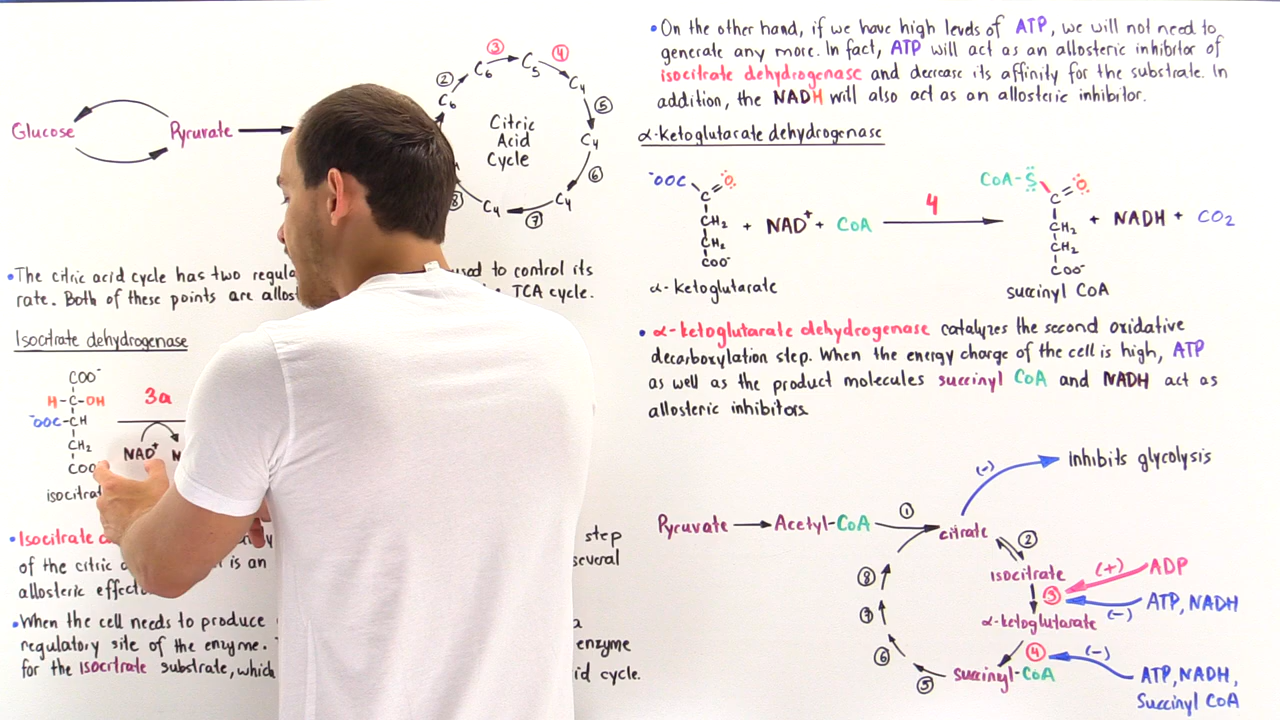 Glucose
Pyruvate
② C6 ③ C6 C5 ④ C4 ⑤ C4 ⑥ C4 ⑦ C4 ⑧
Citric
Acid
Cycle
•The citric acid cycle has two used to control its
rate. Both of these points are TCA cycle.
Isocitrate dehydrogenase
COO⁻
H-C-OH
⁻OOC-CH
CH₂
COO
3a
NAD⁺ N
•Isocitrate step
of the citric is an several
allosteric
•When the cell needs to produce a
regulatory site of the enzyme. enzyme
for the isocitrate substrate, which cycle.
•On the other hand, if we have high levels of ATP, we will not need to
generate any more. In fact, ATP will act as an allosteric inhibitor of
isocitrate dehydrogenase and decrease its affinity for the substrate. In
addition, the NADH will also act as an allosteric inhibitor.
α-ketoglutarate dehydrogenase
⁻OOC C=O CH₂ CH₂ COO⁻ + NAD⁺ + CoA
4
CoA-S C=O CH₂ CH₂ COO⁻ + NADH + CO₂
α-ketoglutarate
succinyl CoA
• α-ketoglutarate dehydrogenase catalyzes the second oxidative
decarboxylation step. When the energy charge of the cell is high, ATP
as well as the product molecules succinyl CoA and NADH act as
allosteric inhibitors.
(-) inhibits glycolysis
Pyruvate Acetyl-CoA ① citrate
②
isocitrate
③ (+) ADP
(-) ATP, NADH
α-ketoglutarate
④ (-) ATP, NADH,
Succinyl CoA
succinyl-CoA
⑤
⑥
⑦
⑧